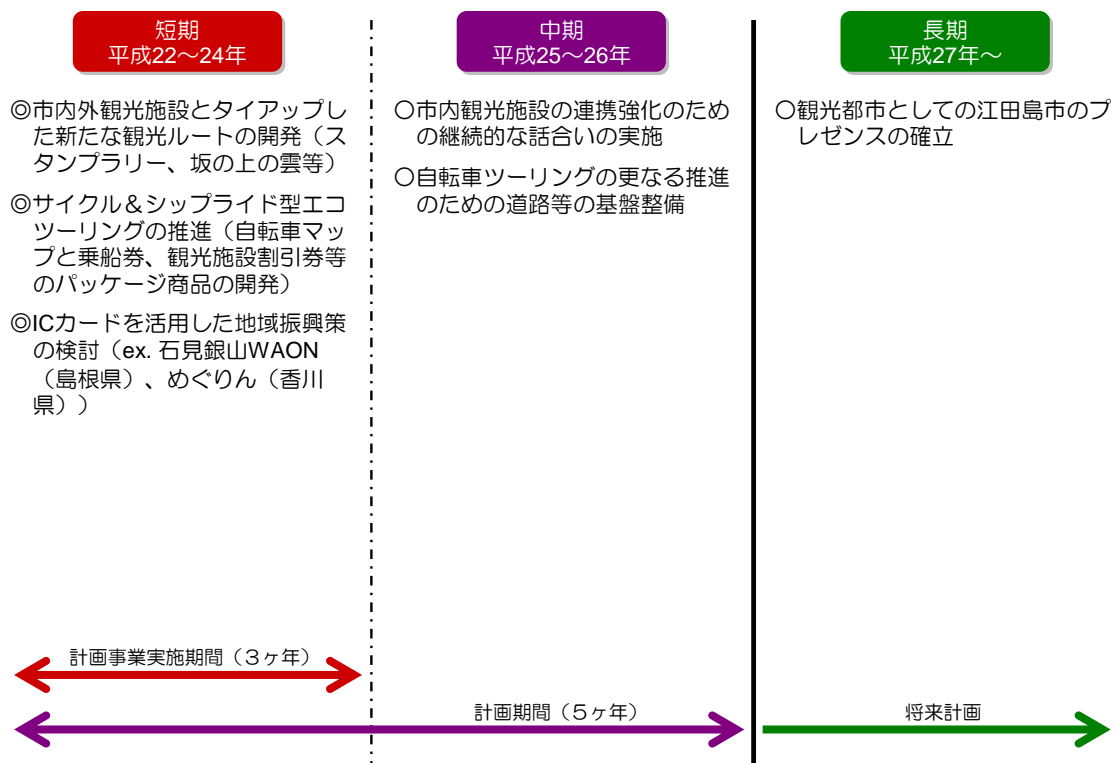 短期
平成22～24年
◎市内外観光施設とタイアップし
た新たな観光ルートの開発（ス
タンプラリー、坂の上の雲等）
◎サイクル＆シップライド型エコ
ツーリングの推進（自転車マッ
プと乗船券、観光施設割引券等
のパッケージ商品の開発）
◎ICカードを活用した地域振興策
の検討（ex. 石見銀山WAON
（島根県）、めぐりん（香川
県））
中期
平成25～26年
○市内観光施設の連携強化のため
の継続的な話合いの実施
○自転車ツーリングの更なる推進
のための道路等の基盤整備
長期
平成27年～
○観光都市としての江田島市のプ
レゼンスの確立
計画事業実施期間（３ヶ年）
計画期間（５ヶ年）
将来計画